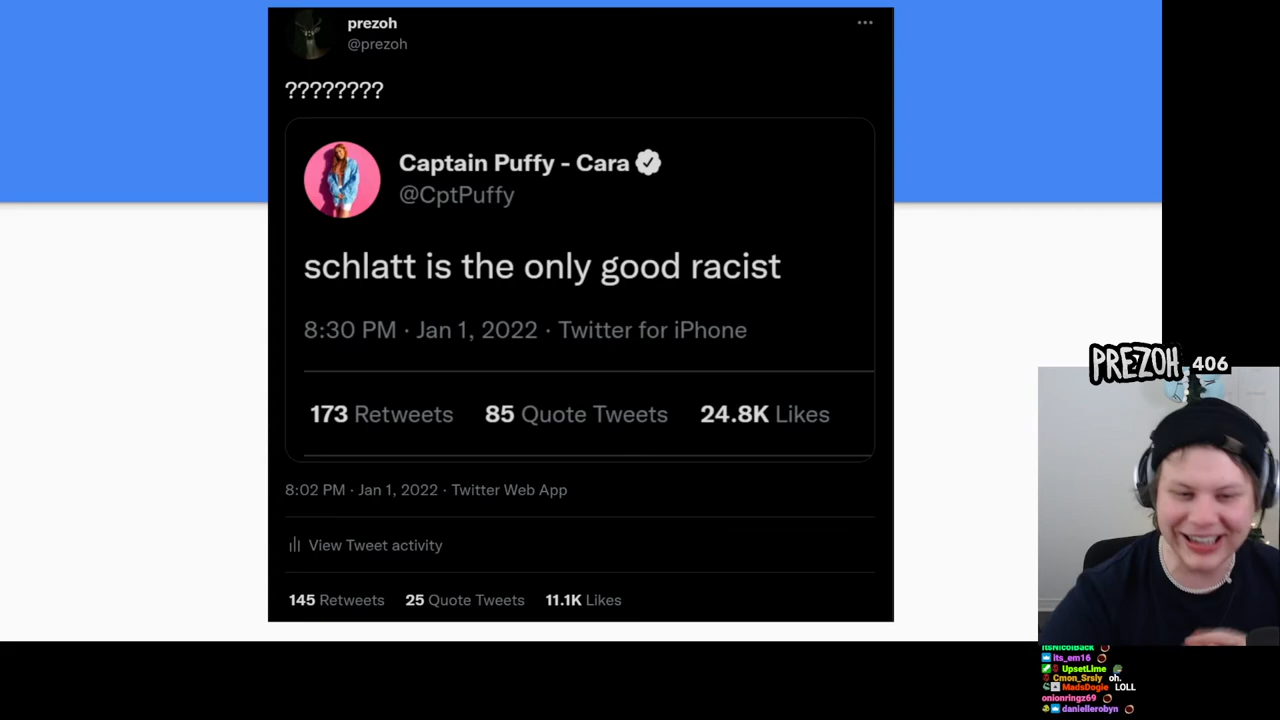 prezoh
@prezoh
????????
Captain Puffy - Cara
@CptPuffy
schlatt is the only good racist
8:30 PM · Jan 1, 2022 · Twitter for iPhone
173 Retweets 85 Quote Tweets 24.8K Likes
8:02 PM · Jan 1, 2022 · Twitter Web App
View Tweet activity
145 Retweets 25 Quote Tweets 11.1K Likes
PREZOH 406
ItsNicolBack
its_em16
UpsetLime
Cmon_Srsly oh.
MadsDogie LOLL
onionringz69
daniellerobyn